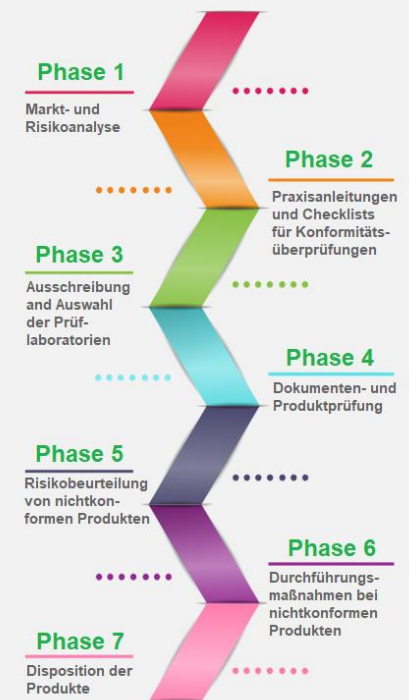 Phase 1
Markt- und
Risikoanalyse
Phase 2
Praxisanleitungen
und Checklists
für Konformitäts-
überprüfungen
Phase 3
Ausschreibung
and Auswahl
der Prüf-
laboratorien
Phase 4
Dokumenten- und
Produktprüfung
Phase 5
Risikobeurteilung
von nichtkon-
formen Produkten
Phase 6
Durchführungs-
maßnahmen bei
nichtkonformen
Produkten
Phase 7
Disposition der
Produkte